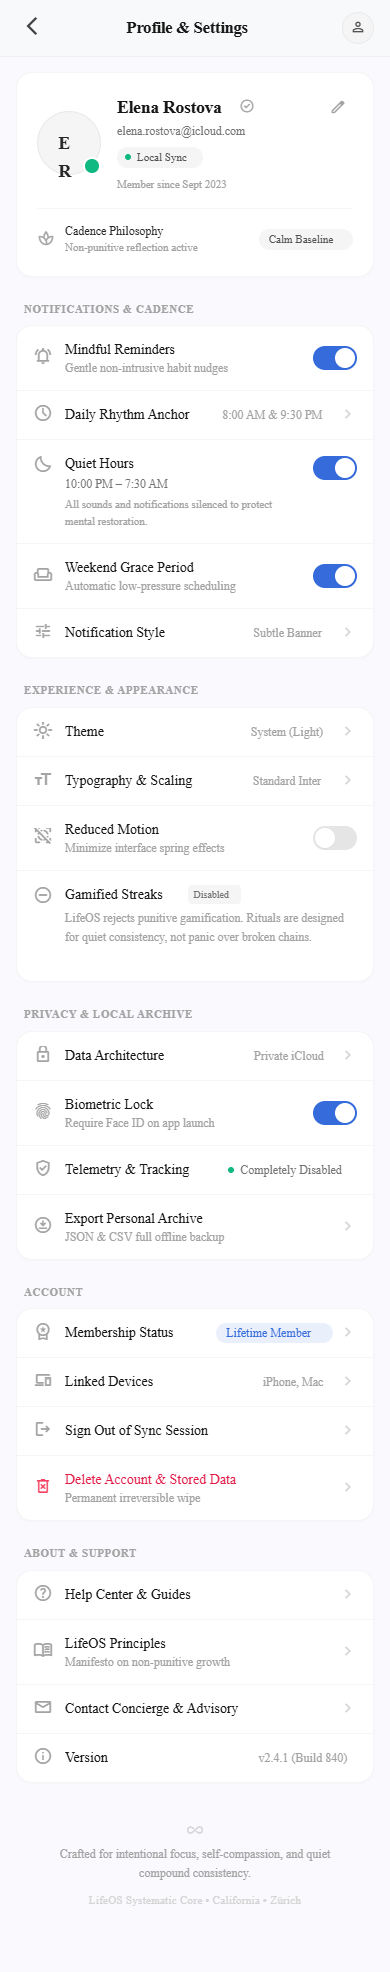 Profile & Settings
E
R
Elena Rostova
elena.rostova@icloud.com
Local Sync
Member since Sept 2023
Cadence Philosophy
Non-punitive reflection active
Calm Baseline
NOTIFICATIONS & CADENCE
Mindful Reminders
Gentle non-intrusive habit nudges
Daily Rhythm Anchor 8:00 AM & 9:30 PM
Quiet Hours
10:00 PM – 7:30 AM
All sounds and notifications silenced to protect
mental restoration.
Weekend Grace Period
Automatic low-pressure scheduling
Notification Style Subtle Banner
EXPERIENCE & APPEARANCE
Theme System (Light)
Typography & Scaling Standard Inter
Reduced Motion
Minimize interface spring effects
Gamified Streaks Disabled
LifeOS rejects punitive gamification. Rituals are designed
for quiet consistency, not panic over broken chains.
PRIVACY & LOCAL ARCHIVE
Data Architecture Private iCloud
Biometric Lock
Require Face ID on app launch
Telemetry & Tracking Completely Disabled
Export Personal Archive
JSON & CSV full offline backup
ACCOUNT
Membership Status Lifetime Member
Linked Devices iPhone, Mac
Sign Out of Sync Session
Delete Account & Stored Data
Permanent irreversible wipe
ABOUT & SUPPORT
Help Center & Guides
LifeOS Principles
Manifesto on non-punitive growth
Contact Concierge & Advisory
Version v2.4.1 (Build 840)
Crafted for intentional focus, self-compassion, and quiet
compound consistency.
LifeOS Systematic Core • California • Zürich